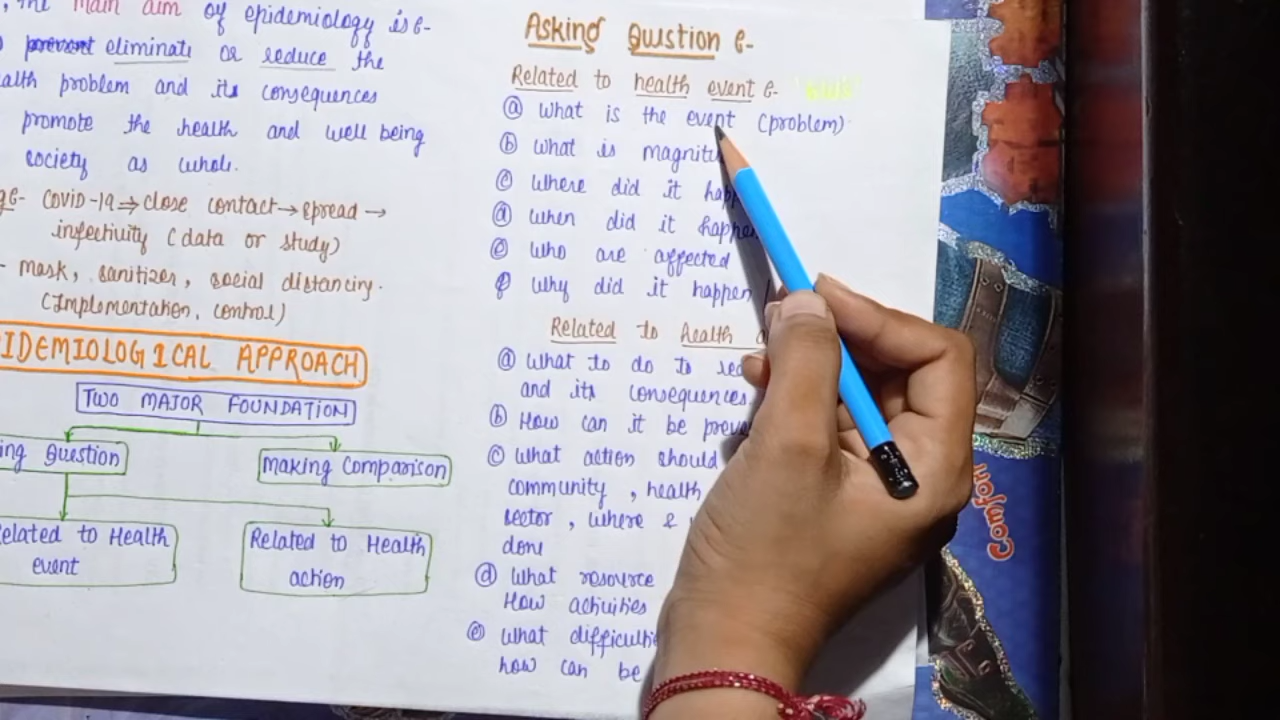 , the main aim of epidemiology is :-
prevent eliminate or reduce the
alth problem and its consequences
promote the health and well being
society as whole.
COVID-19 ⇒ close contact → spread →
infectivity (data or study)
- mask, sanitizer, social distancing.
(Implementation, control)
IDEMIOLOGICAL APPROACH
TWO MAJOR FOUNDATION
ing Question
Making Comparison
elated to Health
event
Related to Health
action
Asking Question :-
Related to health event :-
(a) What is the event (problem)
(b) What is magnitu
(c) Where did it hap
(d) When did it happen
(e) Who are affected
(f) Why did it happen
Related to health a
(a) What to do to
and its consequences
(b) How can it be preve
(c) What action should
community, health
sector, where &
done
(d) What resource
How activities
(e) What difficulti
how can be
Comfort